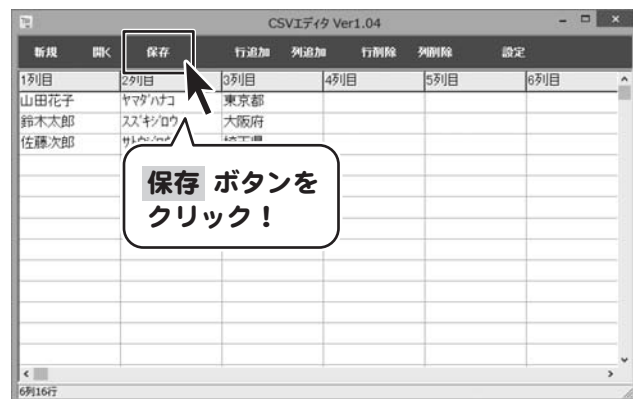 CSVエディタ Ver1.04
新規 開く 保存 行追加 列追加 行削除 列削除 設定
1列目 2列目 3列目 4列目 5列目 6列目
山田花子 ヤマダハナコ 東京都
鈴木太郎 スズキジロウ 大阪府
佐藤次郎
保存 ボタンを
クリック！
6列16行